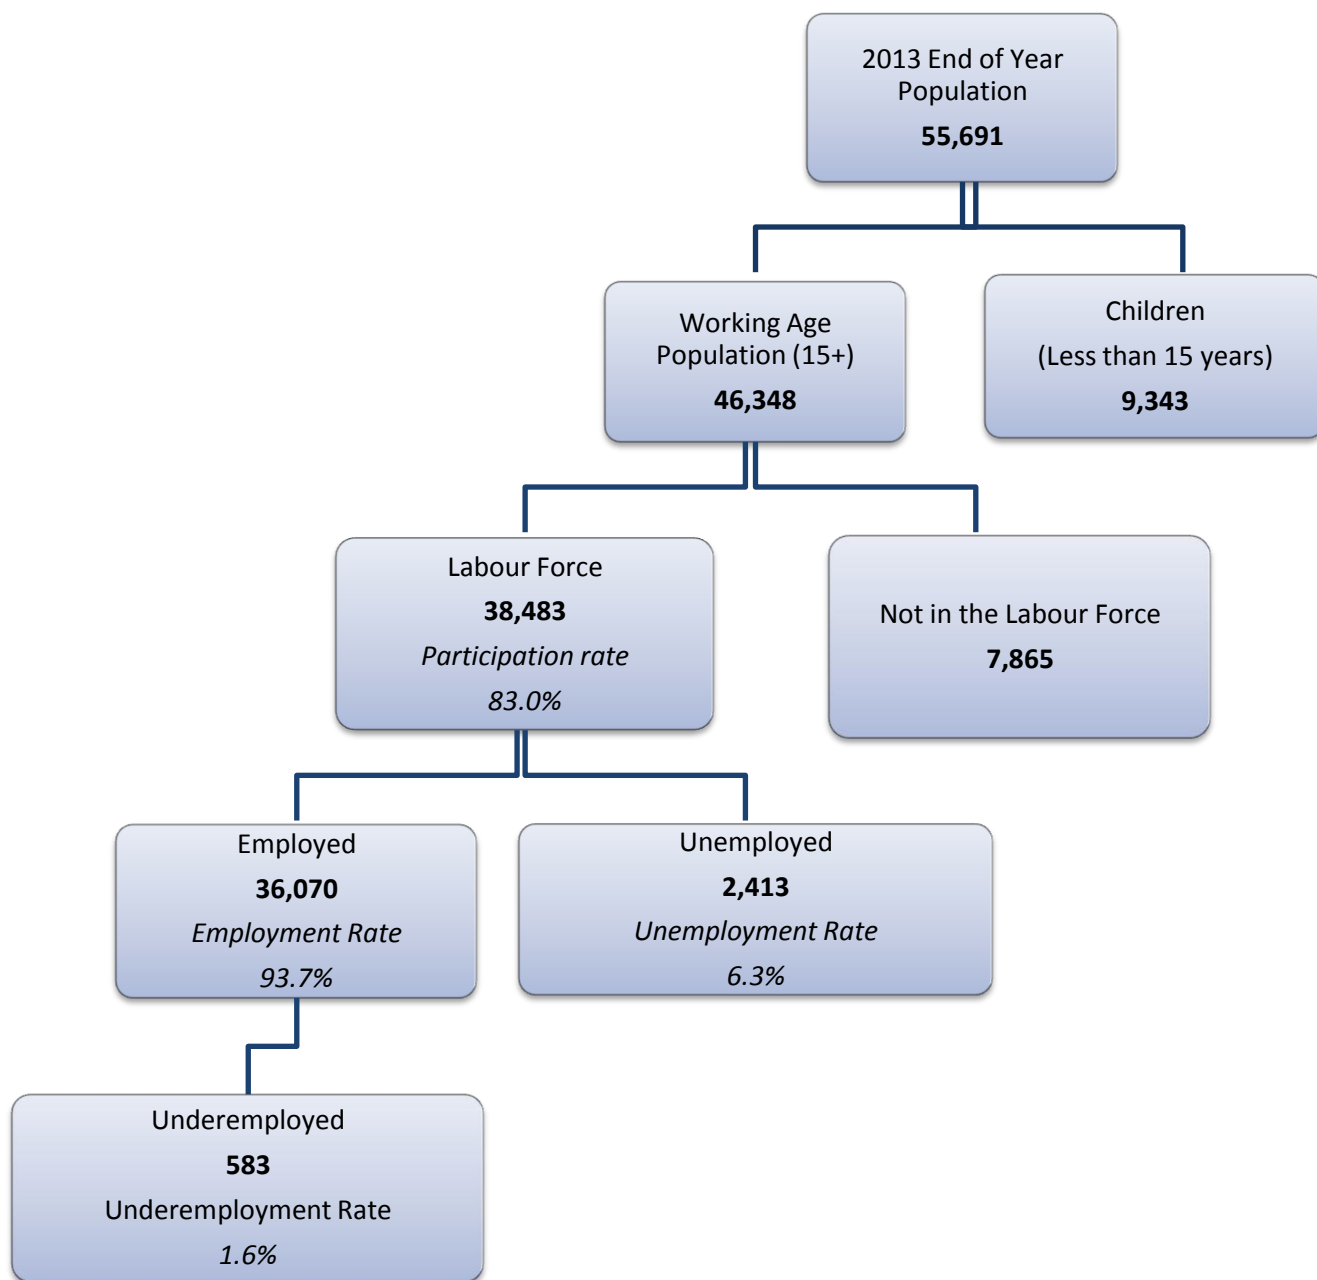 2013 End of Year
Population
55,691
Working Age
Population (15+)
46,348
Children
(Less than 15 years)
9,343
Labour Force
38,483
Participation rate
83.0%
Not in the Labour Force
7,865
Employed
36,070
Employment Rate
93.7%
Unemployed
2,413
Unemployment Rate
6.3%
Underemployed
583
Underemployment Rate
1.6%